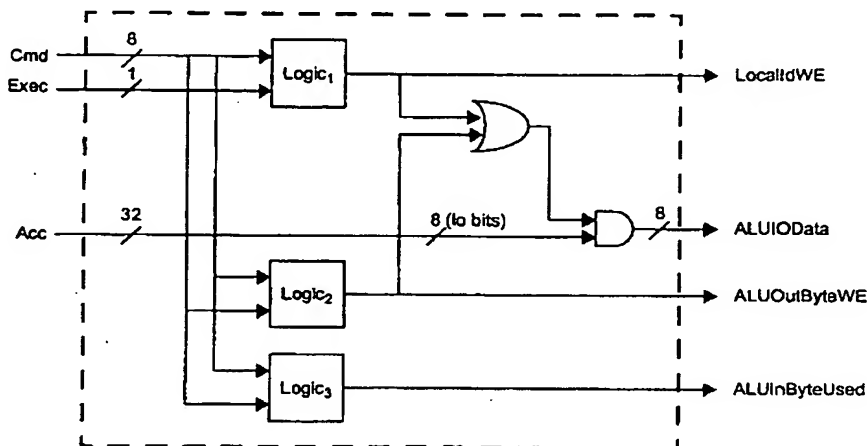 Cmd
8
Exec
1
Logic₁
LocalIdWE
Acc
32
8 (lo bits)
8
ALUIOData
Logic₂
ALUOutByteWE
Logic₃
ALUInByteUsed